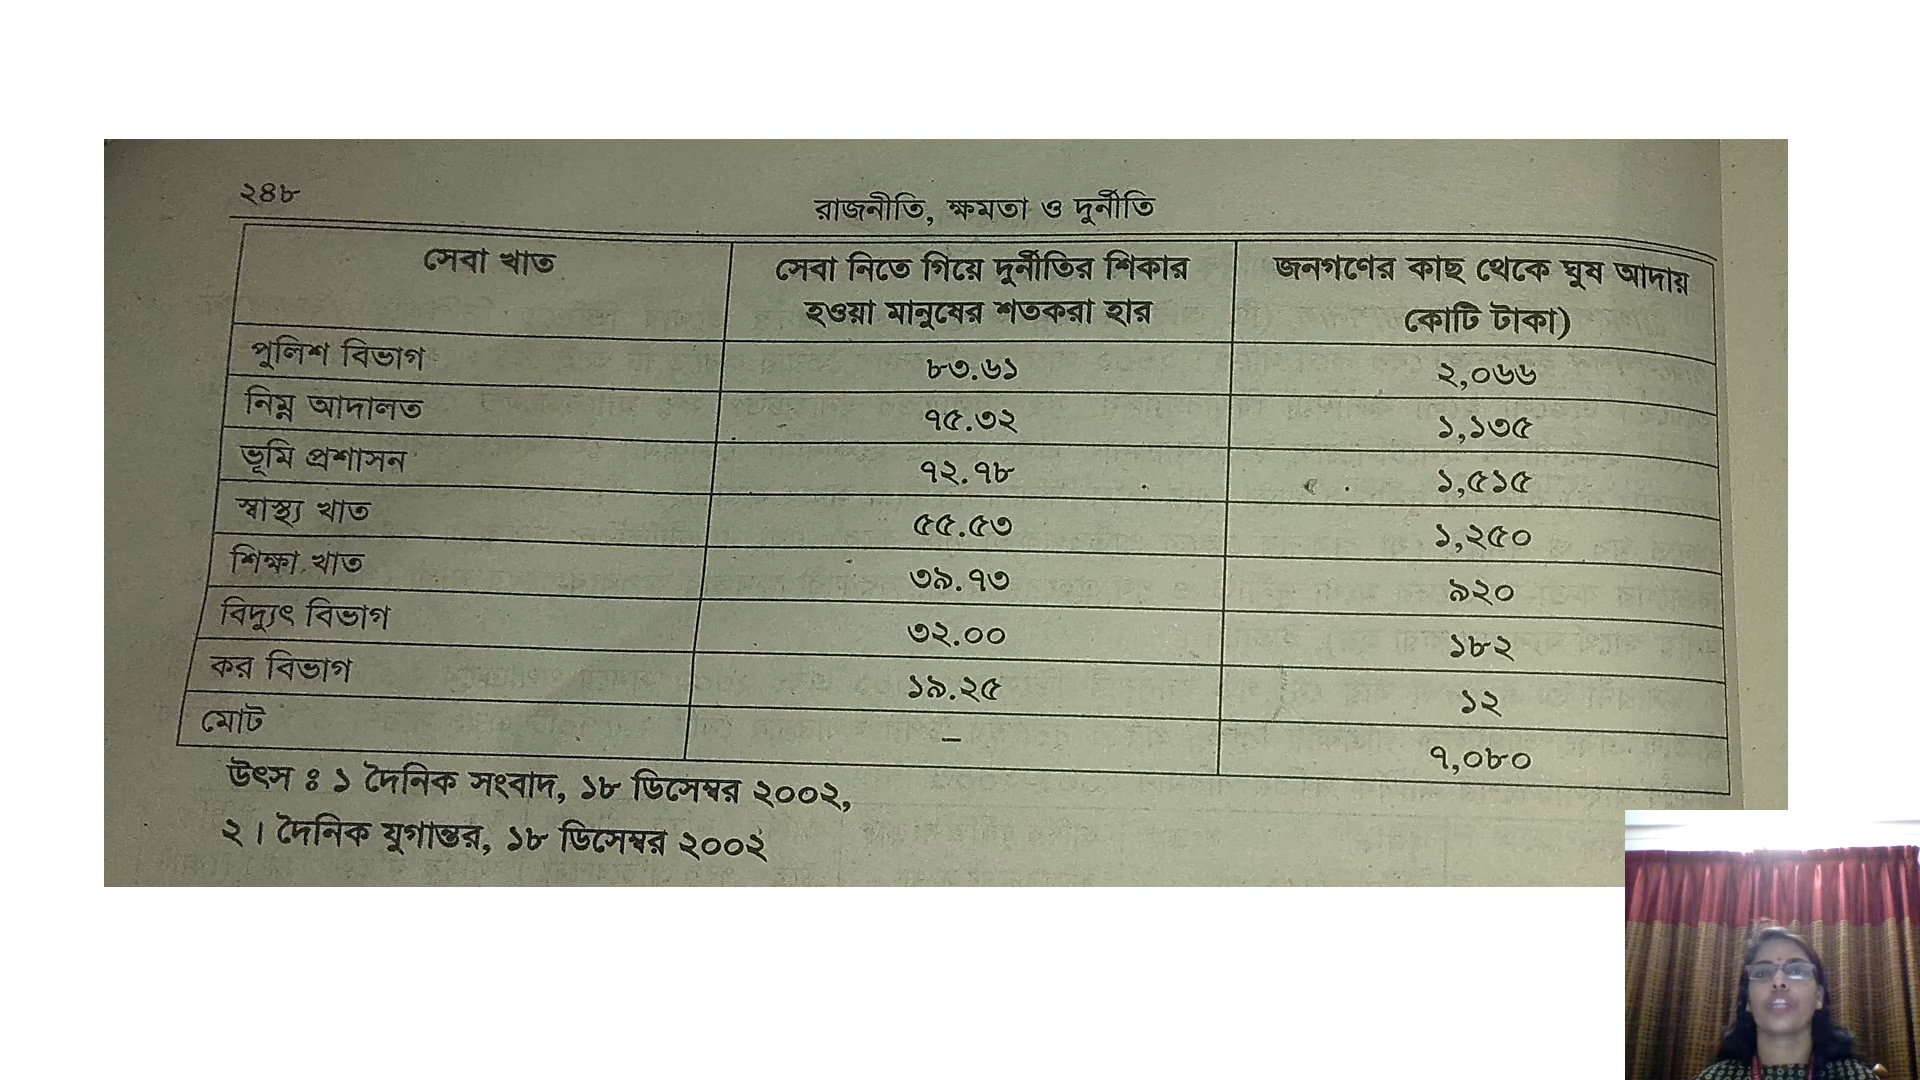 ২৪৮
রাজনীতি, ক্ষমতা ও দুর্নীতি
সেবা খাত
সেবা নিতে গিয়ে দুর্নীতির শিকার
হওয়া মানুষের শতকরা হার
জনগণের কাছ থেকে ঘুষ আদায়
(কোটি টাকা)
পুলিশ বিভাগ ৮৩.৬১ ২,০৬৬
নিম্ন আদালত ৭৫.৩২ ১,১৩৫
ভূমি প্রশাসন ৭২.৭৮ ১,৫১৫
স্বাস্থ্য খাত ৫৫.৫৩ ১,২৫০
শিক্ষা খাত ৩৯.৭৩ ৯২০
বিদ্যুৎ বিভাগ ৩২.০০ ১৮২
কর বিভাগ ১৯.২৫ ১২
মোট – ৭,০৮০
উৎস ঃ ১ দৈনিক সংবাদ, ১৮ ডিসেম্বর ২০০২,
২। দৈনিক যুগান্তর, ১৮ ডিসেম্বর ২০০২